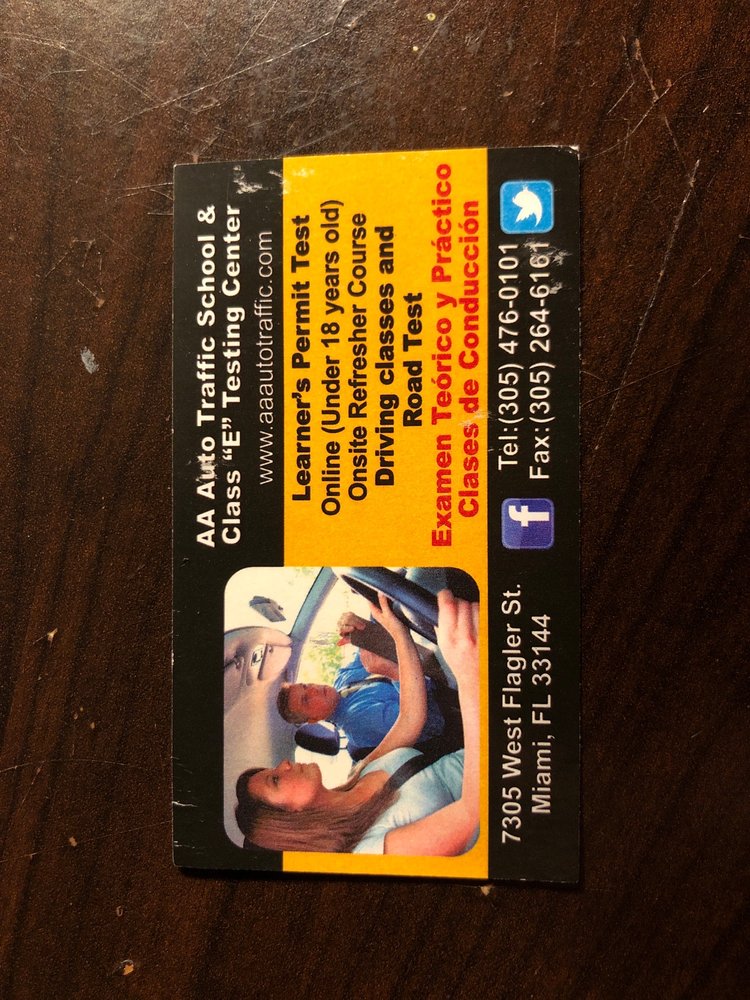 AA Auto Traffic School &
Class “E” Testing Center
www.aaautotraffic.com
Learner's Permit Test
Online (Under 18 years old)
Onsite Refresher Course
Driving classes and
Road Test
Examen Teórico y Práctico
Clases de Conducción
7305 West Flagler St.
Miami, FL 33144
f
Tel:(305) 476-0101
Fax:(305) 264-6161